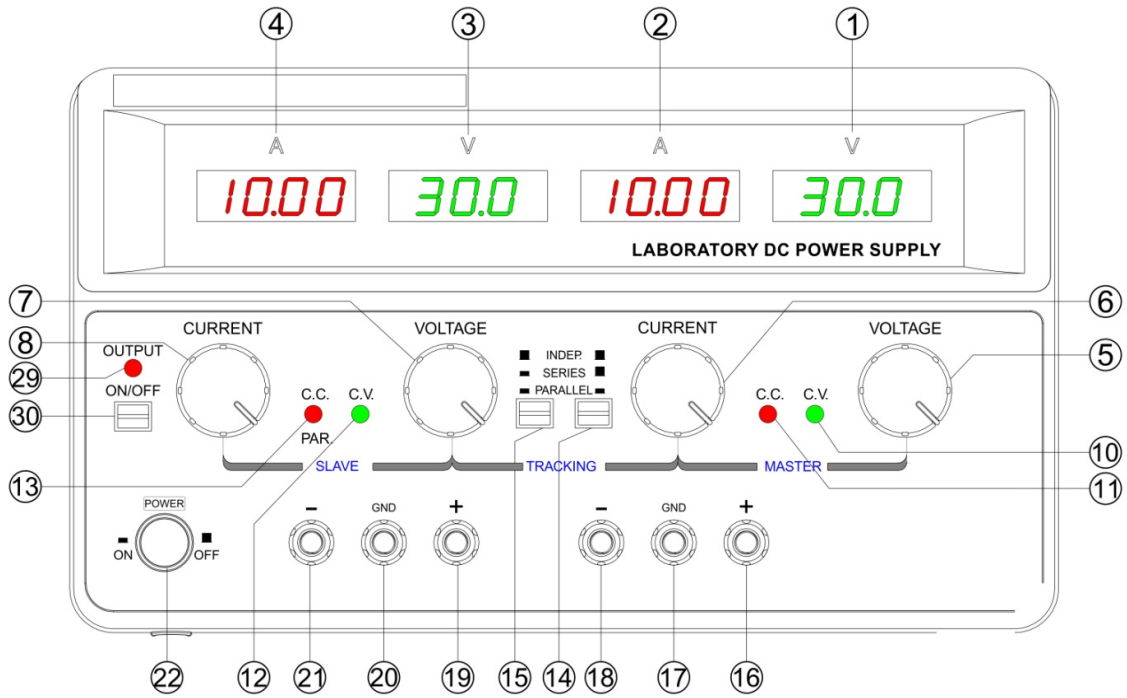 4 3 2 1
A V A V
10.00 30.0 10.00 30.0
LABORATORY DC POWER SUPPLY
7 6
CURRENT VOLTAGE CURRENT VOLTAGE
8 5
OUTPUT
INDEP.
29
SERIES
ON/OFF C.C. C.V. PARALLEL C.C. C.V.
30
PAR.
10
SLAVE TRACKING MASTER
13 11
POWER
- GND + - GND +
ON OFF
22 12 21 20 19 15 14 18 17 16